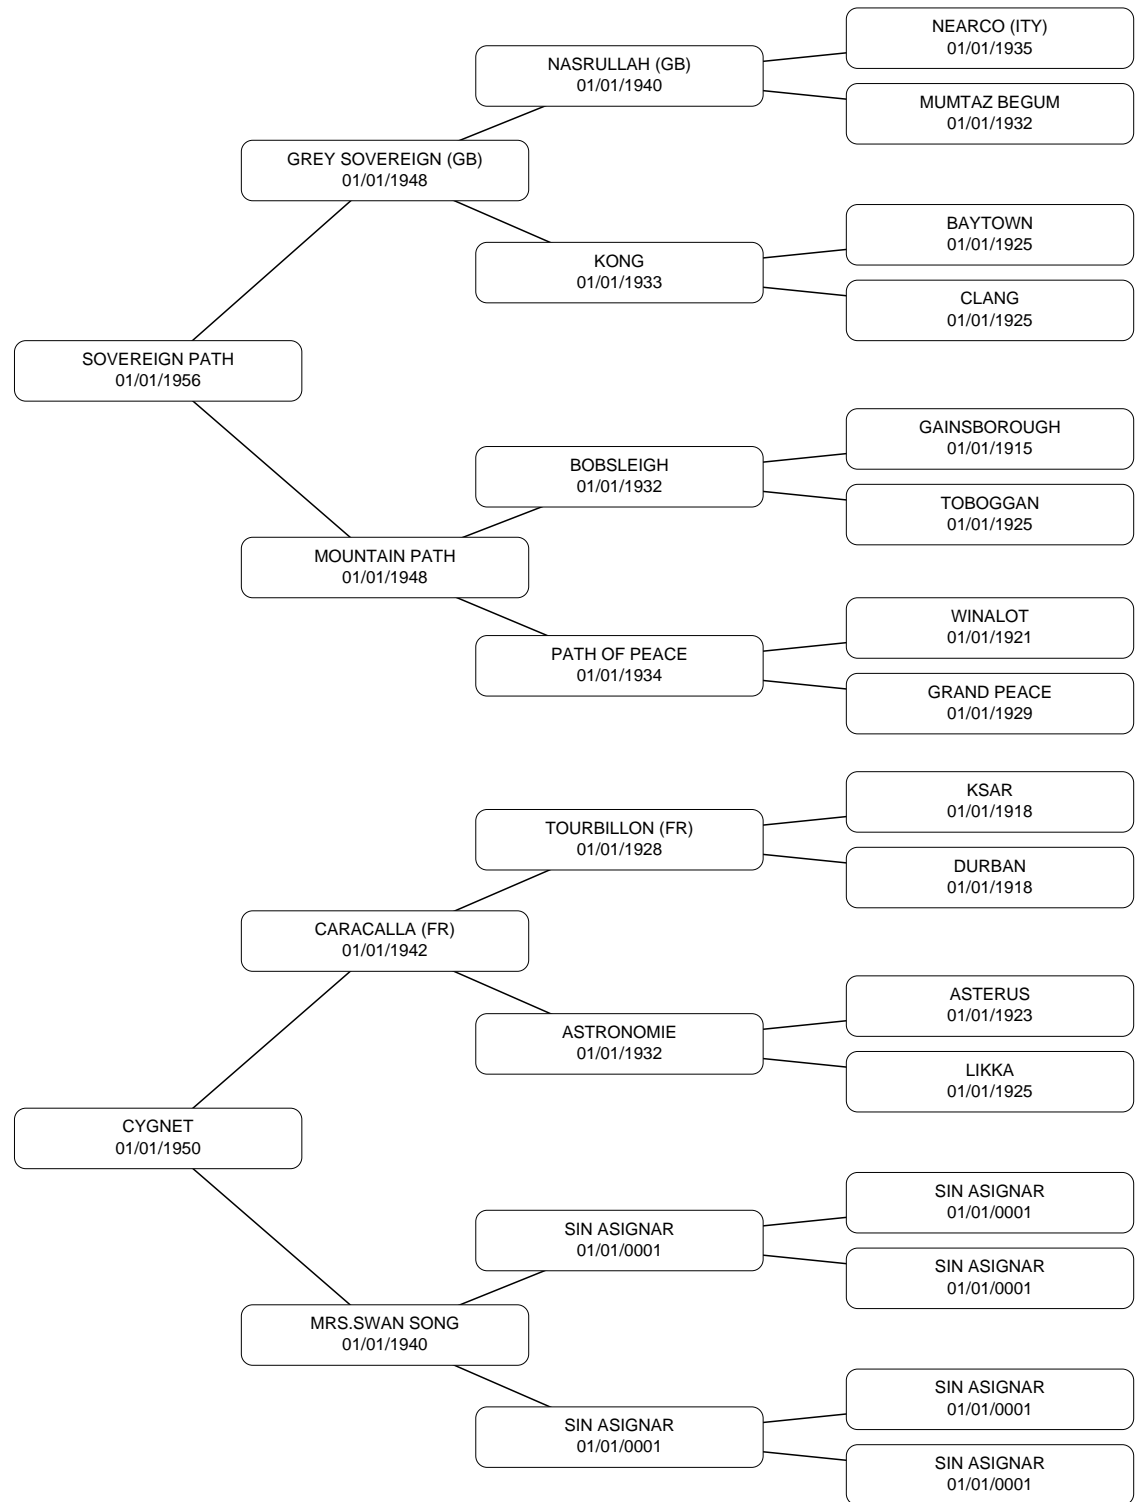 NEARCO (ITY)
01/01/1935
NASRULLAH (GB)
01/01/1940
MUMTAZ BEGUM
01/01/1932
GREY SOVEREIGN (GB)
01/01/1948
BAYTOWN
01/01/1925
KONG
01/01/1933
CLANG
01/01/1925
SOVEREIGN PATH
01/01/1956
GAINSBOROUGH
01/01/1915
BOBSLEIGH
01/01/1932
TOBOGGAN
01/01/1925
MOUNTAIN PATH
01/01/1948
WINALOT
01/01/1921
PATH OF PEACE
01/01/1934
GRAND PEACE
01/01/1929
KSAR
01/01/1918
TOURBILLON (FR)
01/01/1928
DURBAN
01/01/1918
CARACALLA (FR)
01/01/1942
ASTERUS
01/01/1923
ASTRONOMIE
01/01/1932
LIKKA
01/01/1925
CYGNET
01/01/1950
SIN ASIGNAR
01/01/0001
SIN ASIGNAR
01/01/0001
SIN ASIGNAR
01/01/0001
MRS.SWAN SONG
01/01/1940
SIN ASIGNAR
01/01/0001
SIN ASIGNAR
01/01/0001
SIN ASIGNAR
01/01/0001